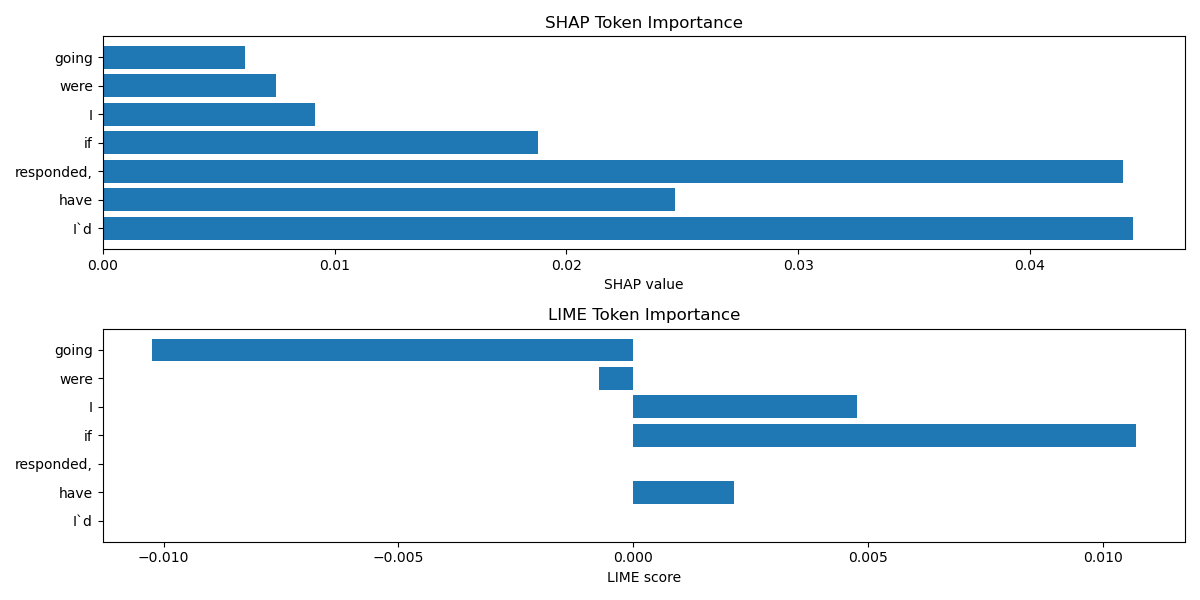 SHAP Token Importance
going
were
I
if
responded,
have
I`d
0.00 0.01 0.02 0.03 0.04
SHAP value
LIME Token Importance
going
were
I
if
responded,
have
I`d
−0.010 −0.005 0.000 0.005 0.010
LIME score